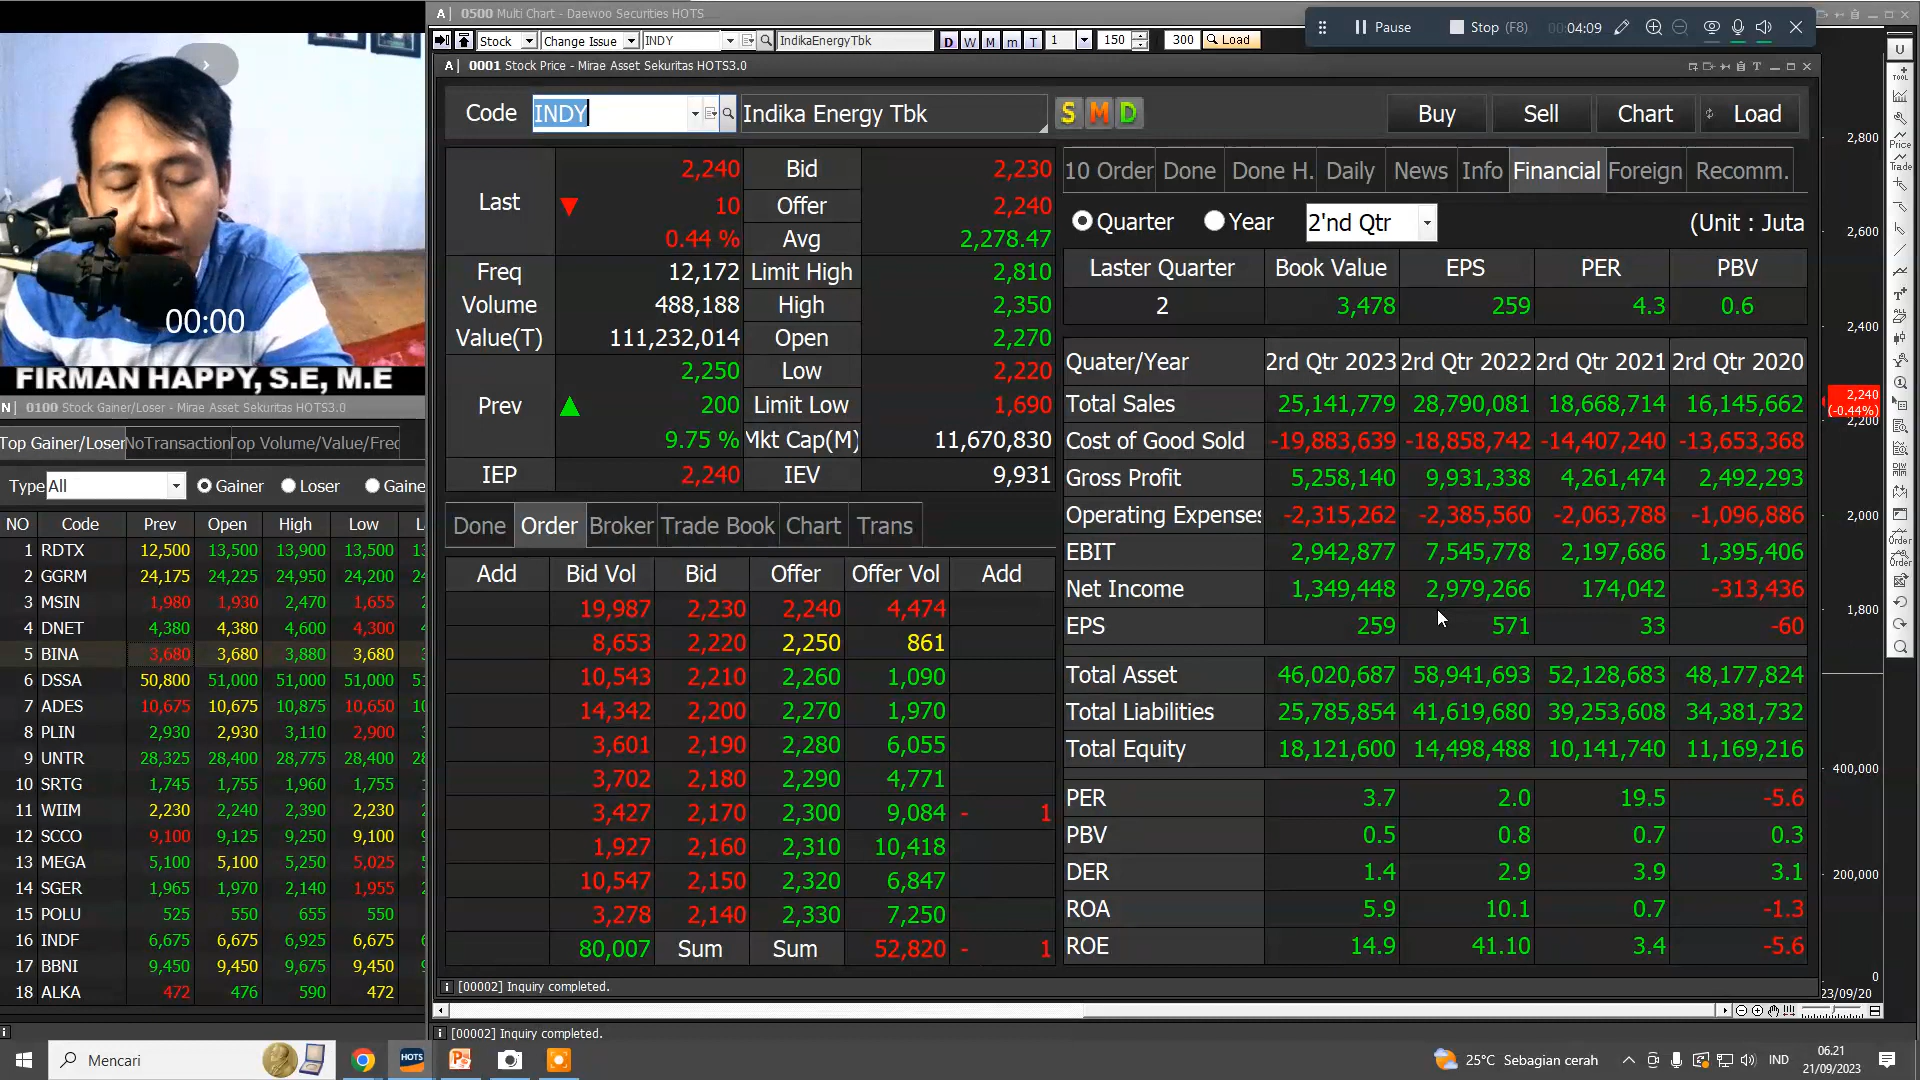 A 0500 Multi Chart - Daewoo Securities HOTS
Pause Stop (F8) 00:04:09
Stock Change Issue INDY IndikaEnergyTbk D W M m T 1 150 300 Load
A 0001 Stock Price - Mirae Asset Sekuritas HOTS3.0
Code INDY Indika Energy Tbk S M D Buy Sell Chart Load
Last 2,240 Bid 2,230
10 Offer 2,240
0.44 % Avg 2,278.47
Freq 12,172 Limit High 2,810
Volume 488,188 High 2,350
Value(T) 111,232,014 Open 2,270
Prev 2,250 Low 2,220
200 Limit Low 1,690
9.75 % Mkt Cap(M) 11,670,830
IEP 2,240 IEV 9,931
Done Order Broker Trade Book Chart Trans
Add Bid Vol Bid Offer Offer Vol Add
19,987 2,230 2,240 4,474
8,653 2,220 2,250 861
10,543 2,210 2,260 1,090
14,342 2,200 2,270 1,970
3,601 2,190 2,280 6,055
3,702 2,180 2,290 4,771
3,427 2,170 2,300 9,084 - 1
1,927 2,160 2,310 10,418
10,547 2,150 2,320 6,847
3,278 2,140 2,330 7,250
80,007 Sum Sum 52,820 - 1
[00002] Inquiry completed.
[00002] Inquiry completed.
10 Order Done Done H. Daily News Info Financial Foreign Recomm.
Quarter Year 2'nd Qtr (Unit : Juta
Laster Quarter Book Value EPS PER PBV
2 3,478 259 4.3 0.6
Quater/Year 2rd Qtr 2023 2rd Qtr 2022 2rd Qtr 2021 2rd Qtr 2020
Total Sales 25,141,779 28,790,081 18,668,714 16,145,662
Cost of Good Sold -19,883,639 -18,858,742 -14,407,240 -13,653,368
Gross Profit 5,258,140 9,931,338 4,261,474 2,492,293
Operating Expenses -2,315,262 -2,385,560 -2,063,788 -1,096,886
EBIT 2,942,877 7,545,778 2,197,686 1,395,406
Net Income 1,349,448 2,979,266 174,042 -313,436
EPS 259 571 33 -60
Total Asset 46,020,687 58,941,693 52,128,683 48,177,824
Total Liabilities 25,785,854 41,619,680 39,253,608 34,381,732
Total Equity 18,121,600 14,498,488 10,141,740 11,169,216
PER 3.7 2.0 19.5 -5.6
PBV 0.5 0.8 0.7 0.3
DER 1.4 2.9 3.9 3.1
ROA 5.9 10.1 0.7 -1.3
ROE 14.9 41.10 3.4 -5.6
2,800
2,600
2,400
2,240
(-0.44%)
2,200
2,000
1,800
400,000
200,000
0
23/09/20
U
TOOL
Price
Trade
Order
Order
00:00
FIRMAN HAPPY, S.E, M.E
N 0100 Stock Gainer/Loser - Mirae Asset Sekuritas HOTS3.0
Top Gainer/Loser NoTransaction Top Volume/Value/Frec
Type All Gainer Loser Gaine
NO Code Prev Open High Low
1 RDTX 12,500 13,500 13,900 13,500
2 GGRM 24,175 24,225 24,950 24,200
3 MSIN 1,980 1,930 2,470 1,655
4 DNET 4,380 4,380 4,600 4,300
5 BINA 3,680 3,680 3,880 3,680
6 DSSA 50,800 51,000 51,000 51,000
7 ADES 10,675 10,675 10,875 10,650
8 PLIN 2,930 2,930 3,110 2,900
9 UNTR 28,325 28,400 28,775 28,400
10 SRTG 1,745 1,755 1,960 1,755
11 WIIM 2,230 2,240 2,390 2,230
12 SCCO 9,100 9,125 9,250 9,100
13 MEGA 5,100 5,100 5,250 5,025
14 SGER 1,965 1,970 2,140 1,955
15 POLU 525 550 655 550
16 INDF 6,675 6,675 6,925 6,675
17 BBNI 9,450 9,450 9,675 9,450
18 ALKA 472 476 590 472
Mencari HOTS 25°C Sebagian cerah IND 06.21
21/09/2023